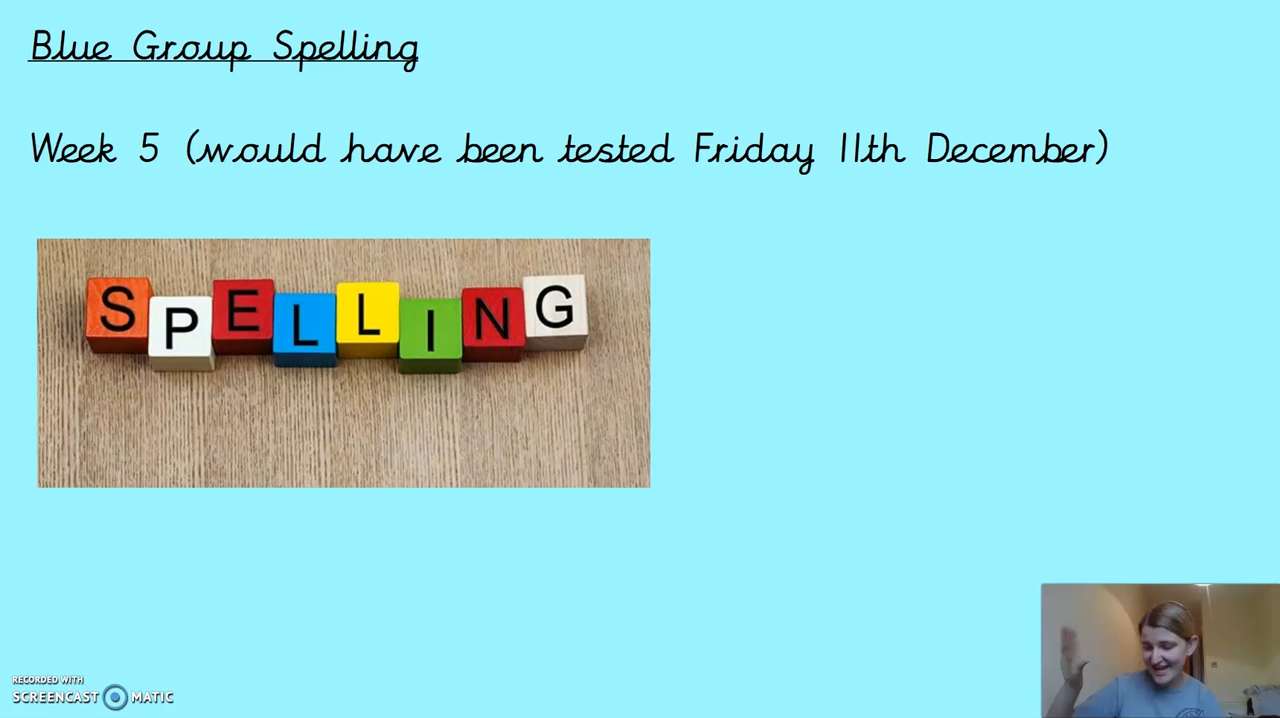 Blue Group Spelling
Week 5 (would have been tested Friday 11th December)
SPELLING
RECORDED WITH
SCREENCAST MATIC